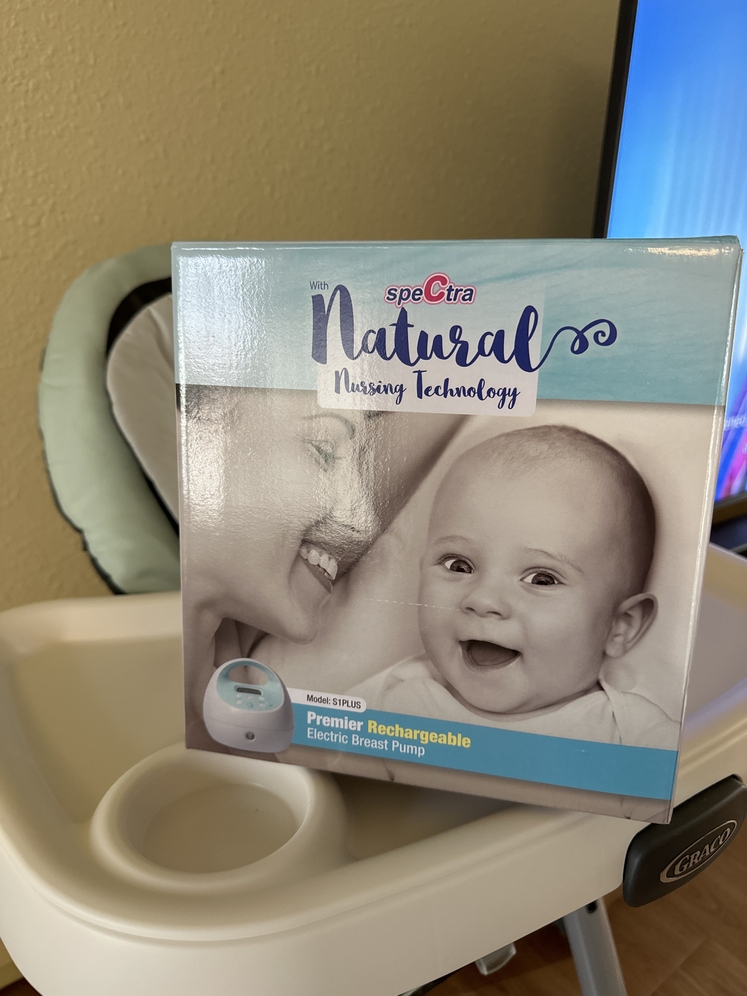 With
spectra
Natural
Nursing Technology
Model: S1PLUS
Premier Rechargeable
Electric Breast Pump
GRACO